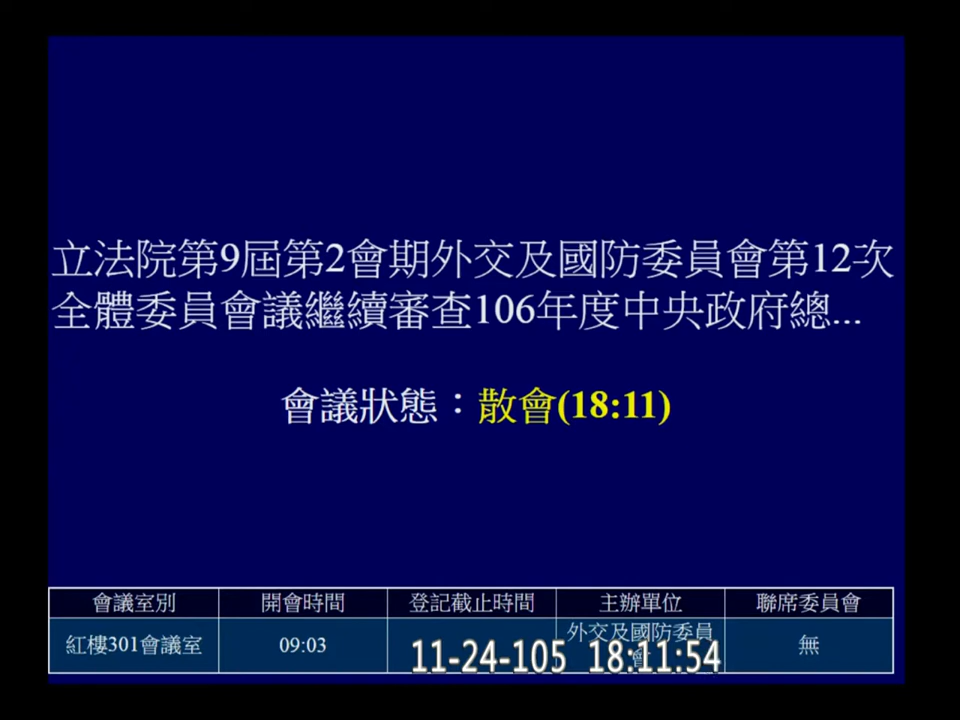 立法院第9屆第2會期外交及國防委員會第12次
全體委員會議繼續審查106年度中央政府總...
會議狀態：散會(18:11)
會議室別 開會時間 登記截止時間 主辦單位 聯席委員會
紅樓301會議室 09:03 外交及國防委員會 無
11-24-105 18:11:54